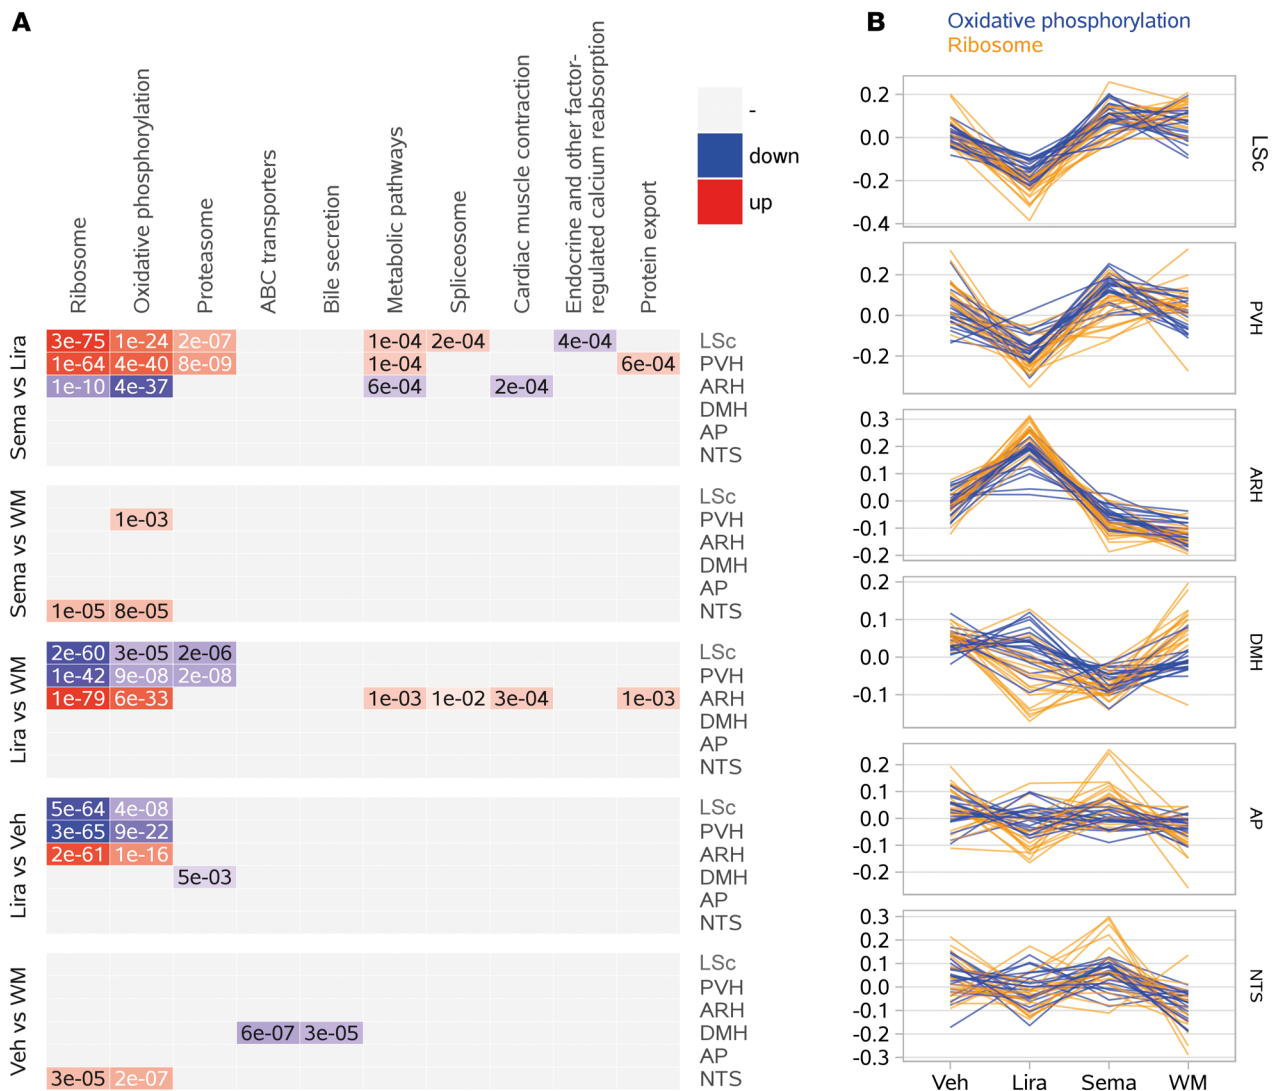 A
Ribosome
Oxidative phosphorylation
Proteasome
ABC transporters
Bile secretion
Metabolic pathways
Spliceosome
Cardiac muscle contraction
Endocrine and other factor-
regulated calcium reabsorption
Protein export
-
down
up
Sema vs Lira
3e-75 1e-24 2e-07 1e-04 2e-04 4e-04 LSc
1e-64 4e-40 8e-09 1e-04 6e-04 PVH
1e-10 4e-37 6e-04 2e-04 ARH
DMH
AP
NTS
Sema vs WM
LSc
1e-03 PVH
ARH
DMH
AP
1e-05 8e-05 NTS
Lira vs WM
2e-60 3e-05 2e-06 LSc
1e-42 9e-08 2e-08 PVH
1e-79 6e-33 1e-03 1e-02 3e-04 1e-03 ARH
DMH
AP
NTS
Lira vs Veh
5e-64 4e-08 LSc
3e-65 9e-22 PVH
2e-61 1e-16 ARH
5e-03 DMH
AP
NTS
Veh vs WM
LSc
PVH
ARH
6e-07 3e-05 DMH
AP
3e-05 2e-07 NTS
B
Oxidative phosphorylation
Ribosome
0.2
0.0
-0.2
-0.4
LSc
0.2
0.0
-0.2
PVH
0.3
0.2
0.1
0.0
-0.1
-0.2
ARH
0.2
0.1
0.0
-0.1
DMH
0.2
0.1
0.0
-0.1
-0.2
AP
0.3
0.2
0.1
0.0
-0.1
-0.2
-0.3
NTS
Veh Lira Sema WM